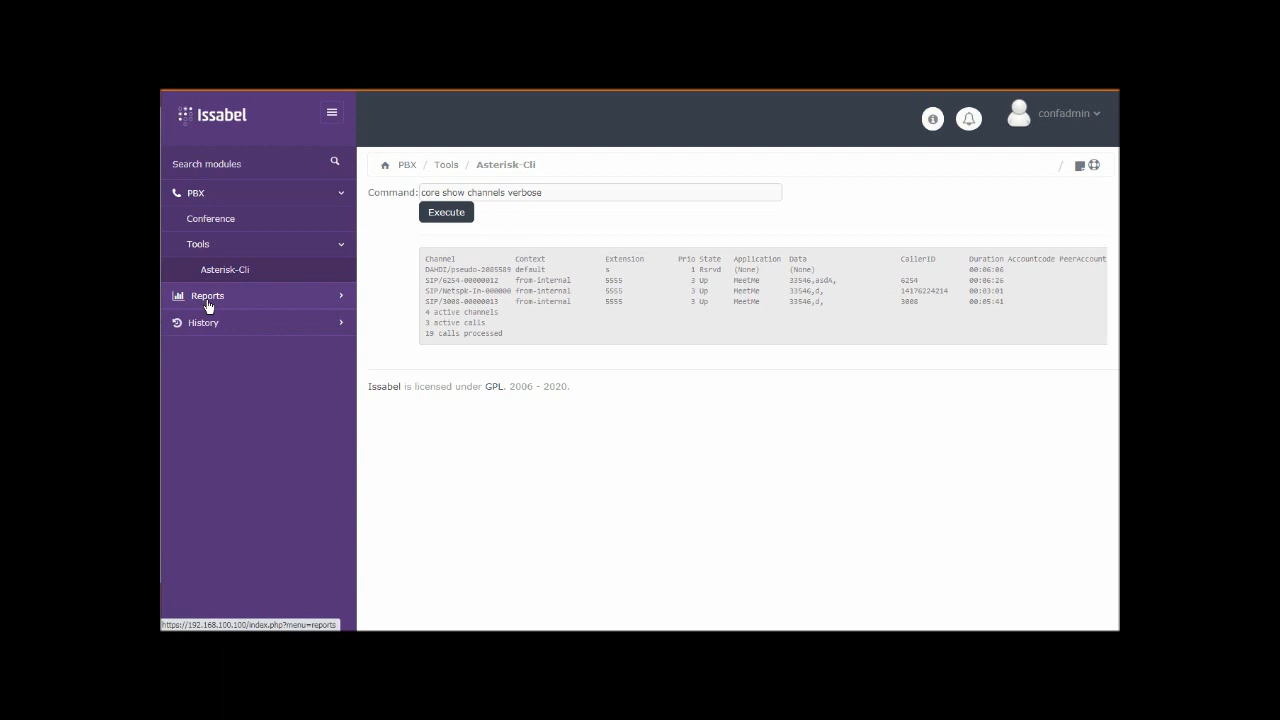 Issabel
confadmin
Search modules
PBX
Conference
Tools
Asterisk-Cli
Reports
History
PBX / Tools / Asterisk-Cli
/
Command: core show channels verbose
Execute
Channel Context Extension Prio State Application Data CallerID Duration Accountcode PeerAccount
DAHDI/pseudo-2085589 default s 1 Rsrvd (None) (None) 00:06:06
SIP/6254-00000012 from-internal 5555 3 Up MeetMe 33546,asdA, 6254 00:06:26
SIP/Netspk-In-000000 from-internal 5555 3 Up MeetMe 33546,d, 14176224214 00:03:01
SIP/3008-00000013 from-internal 5555 3 Up MeetMe 33546,d, 3008 00:05:41
4 active channels
3 active calls
19 calls processed
Issabel is licensed under GPL. 2006 - 2020.
https://192.168.100.100/index.php?menu=reports